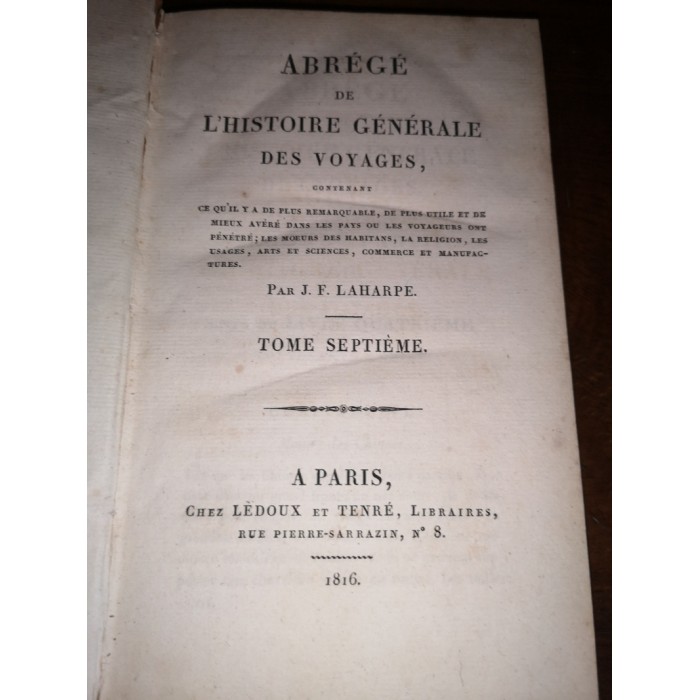 ABRÉGÉ
DE
L'HISTOIRE GÉNÉRALE
DES VOYAGES,
CONTENANT
CE QU'IL Y A DE PLUS REMARQUABLE, DE PLUS UTILE ET DE
MIEUX AVÉRÉ DANS LES PAYS OU LES VOYAGEURS ONT
PÉNÉTRÉ; LES MŒURS DES HABITANS, LA RELIGION, LES
USAGES, ARTS ET SCIENCES, COMMERCE ET MANUFAC-
TURES.
PAR J. F. LAHARPE.
TOME SEPTIÈME.
A PARIS,
CHEZ LÈDOUX ET TENRÉ, LIBRAIRES,
RUE PIERRE-SARRAZIN, N° 8.
1816.